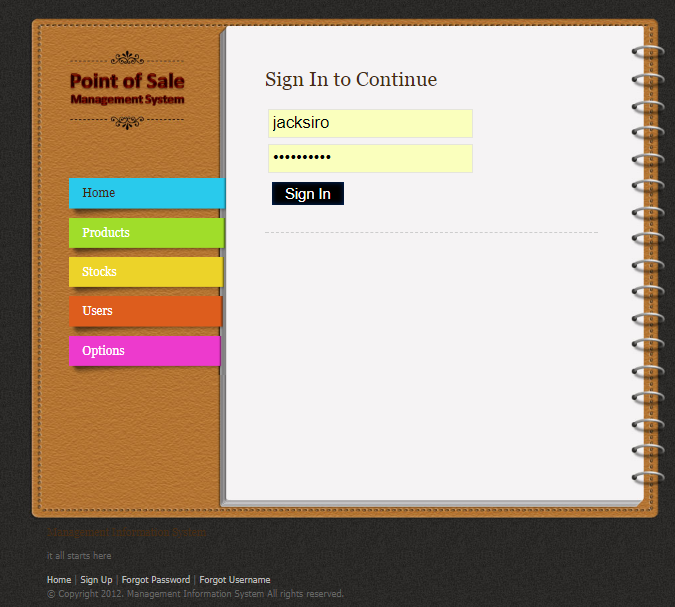 Point of Sale
Management System
Home
Products
Stocks
Users
Options
Sign In to Continue
jacksiro
••••••••••
Sign In
Management Information System
it all starts here
Home | Sign Up | Forgot Password | Forgot Username
© Copyright 2012. Management Information System All rights reserved.